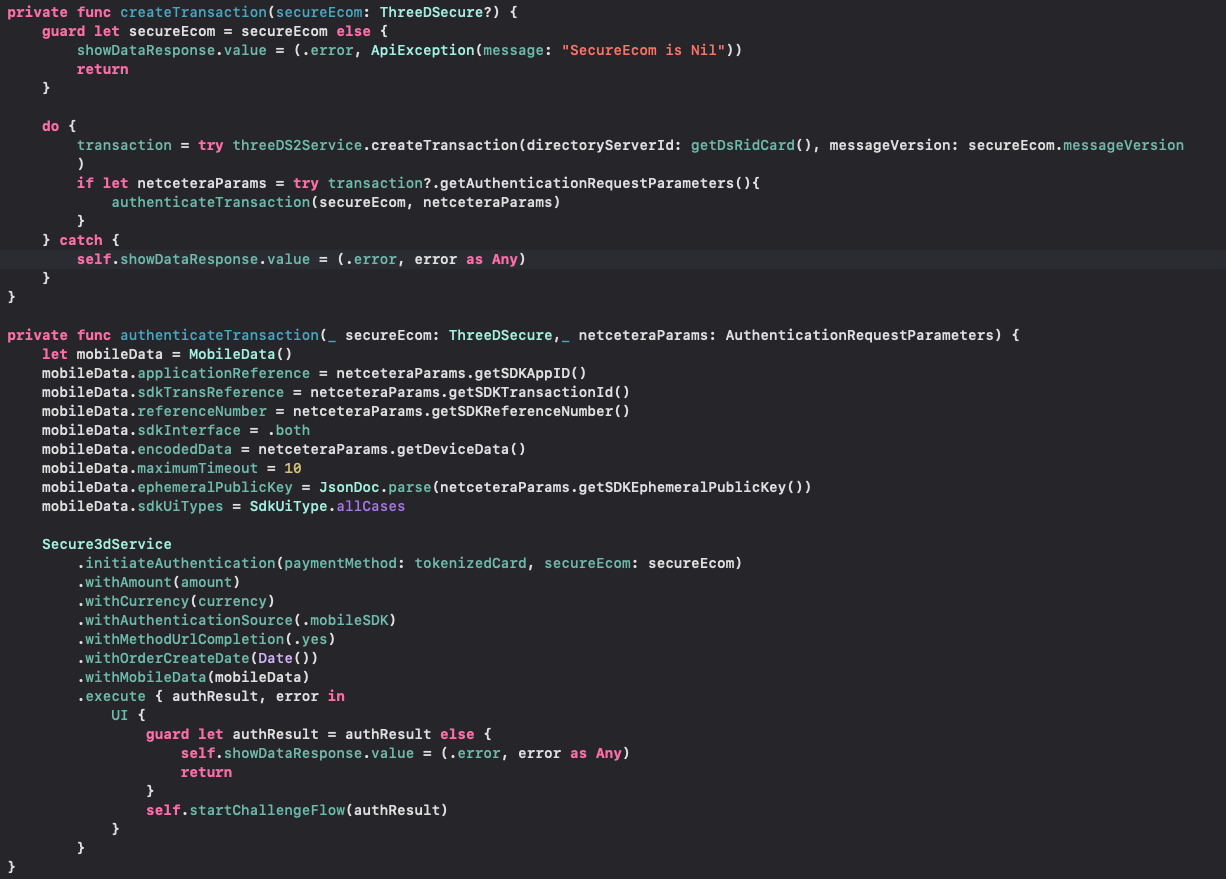 private func createTransaction(secureEcom: ThreeDSecure?) {
    guard let secureEcom = secureEcom else {
        showDataResponse.value = (.error, ApiException(message: "SecureEcom is Nil"))
        return
    }

    do {
        transaction = try threeDS2Service.createTransaction(directoryServerId: getDsRidCard(), messageVersion: secureEcom.messageVersion
        )
        if let netceteraParams = try transaction?.getAuthenticationRequestParameters(){
            authenticateTransaction(secureEcom, netceteraParams)
        }
    } catch {
        self.showDataResponse.value = (.error, error as Any)
    }
}

private func authenticateTransaction(_ secureEcom: ThreeDSecure,_ netceteraParams: AuthenticationRequestParameters) {
    let mobileData = MobileData()
    mobileData.applicationReference = netceteraParams.getSDKAppID()
    mobileData.sdkTransReference = netceteraParams.getSDKTransactionId()
    mobileData.referenceNumber = netceteraParams.getSDKReferenceNumber()
    mobileData.sdkInterface = .both
    mobileData.encodedData = netceteraParams.getDeviceData()
    mobileData.maximumTimeout = 10
    mobileData.ephemeralPublicKey = JsonDoc.parse(netceteraParams.getSDKEphemeralPublicKey())
    mobileData.sdkUiTypes = SdkUiType.allCases

    Secure3dService
        .initiateAuthentication(paymentMethod: tokenizedCard, secureEcom: secureEcom)
        .withAmount(amount)
        .withCurrency(currency)
        .withAuthenticationSource(.mobileSDK)
        .withMethodUrlCompletion(.yes)
        .withOrderCreateDate(Date())
        .withMobileData(mobileData)
        .execute { authResult, error in
            UI {
                guard let authResult = authResult else {
                    self.showDataResponse.value = (.error, error as Any)
                    return
                }
                self.startChallengeFlow(authResult)
            }
        }
}